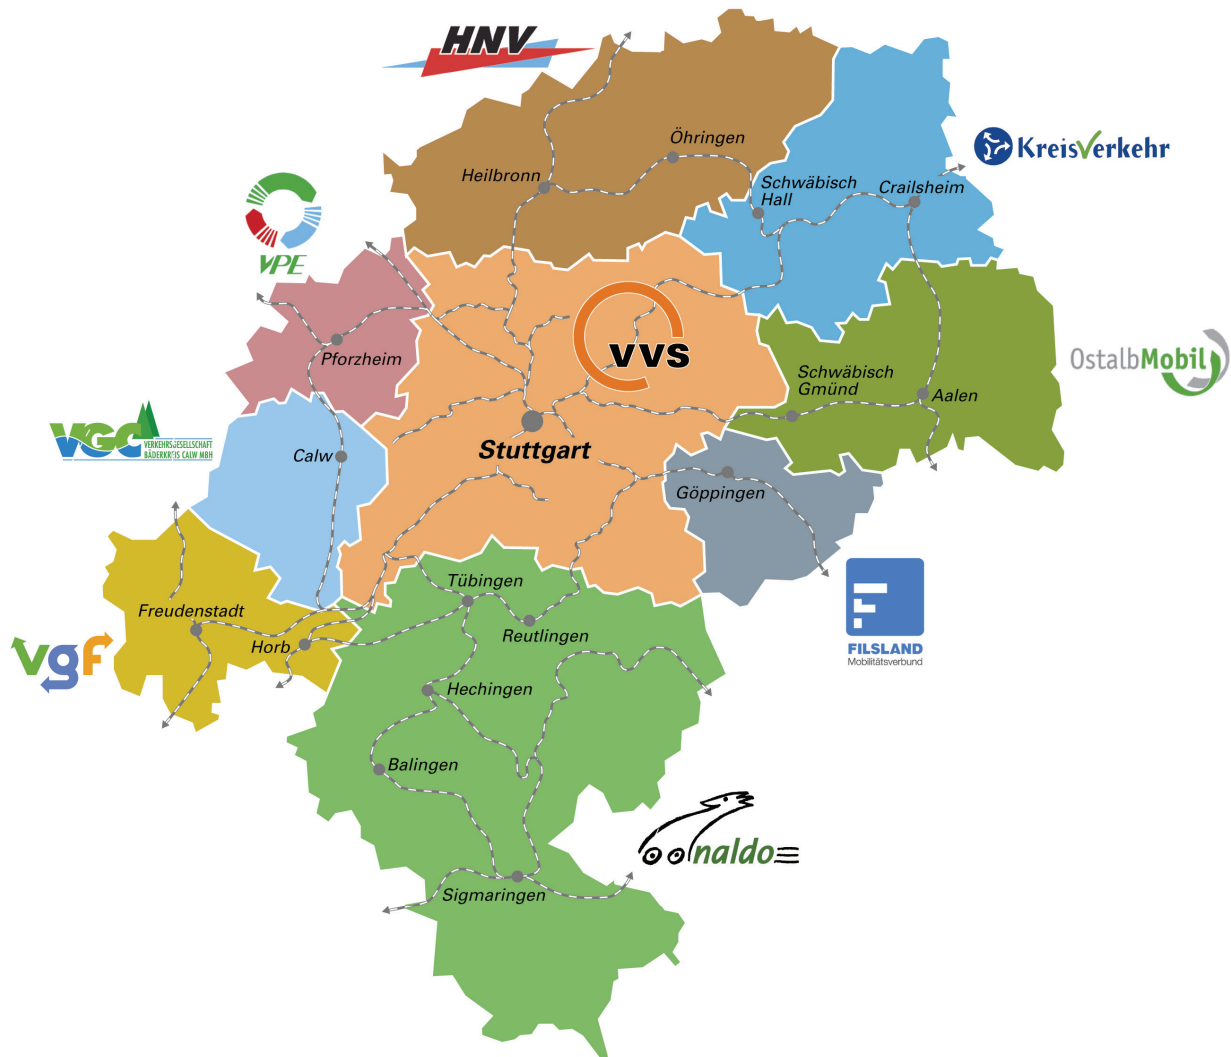 HNV
Öhringen
Heilbronn
Schwäbisch
Hall
Crailsheim
KreisVerkehr
VPE
Pforzheim
vvs
Schwäbisch
Gmünd
Aalen
OstalbMobil
VGC
VERKEHRSGESELLSCHAFT
BÄDERKREIS CALW MBH
Calw
Stuttgart
Göppingen
FILSLAND
Mobilitätsverbund
Freudenstadt
Horb
vgf
Tübingen
Reutlingen
Hechingen
Balingen
naldo
Sigmaringen